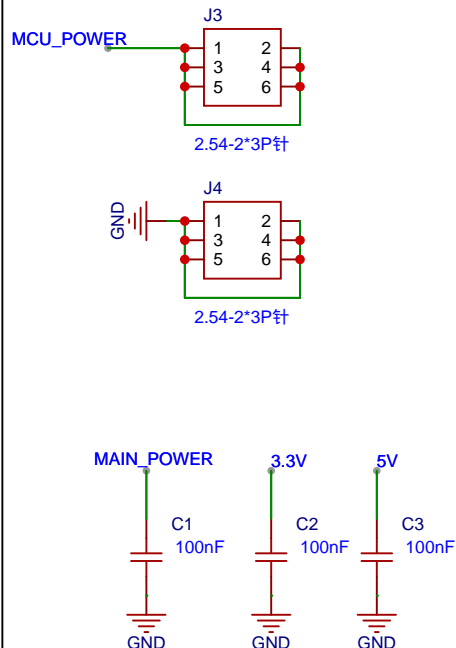 J3
MCU_POWER
1 2
3 4
5 6
2.54-2*3P针
J4
GND
1 2
3 4
5 6
2.54-2*3P针
MAIN_POWER 3.3V 5V
C1 C2 C3
100nF 100nF 100nF
GND GND GND